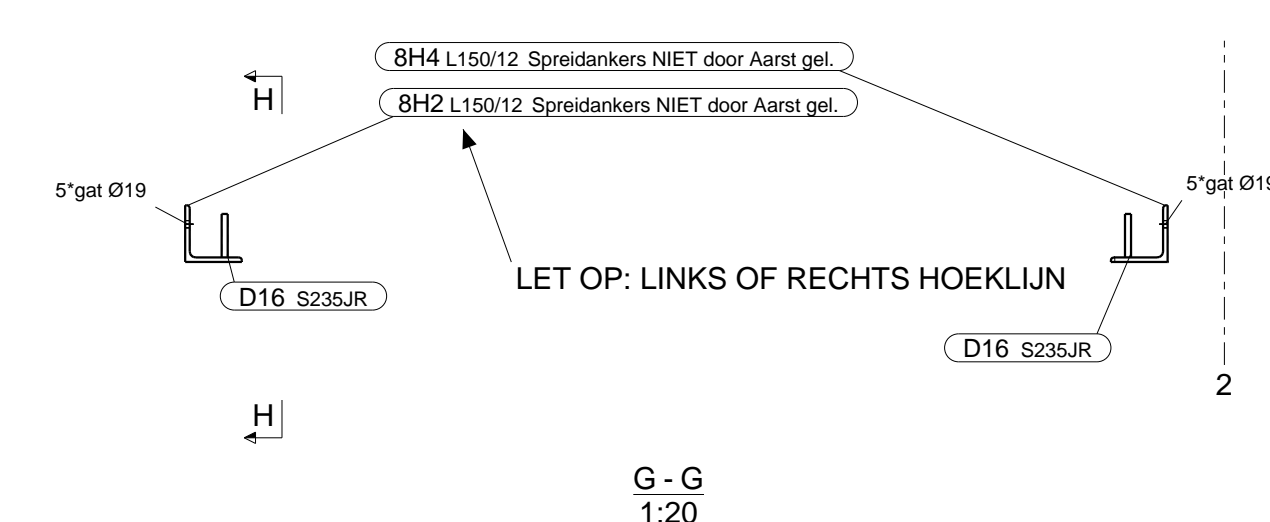 8H4 L150/12 Spreidankers NIET door Aarst gel.
H
8H2 L150/12 Spreidankers NIET door Aarst gel.
5*gat Ø19
5*gat Ø19
LET OP: LINKS OF RECHTS HOEKLIJN
D16 S235JR
D16 S235JR
2
H
G - G
1:20